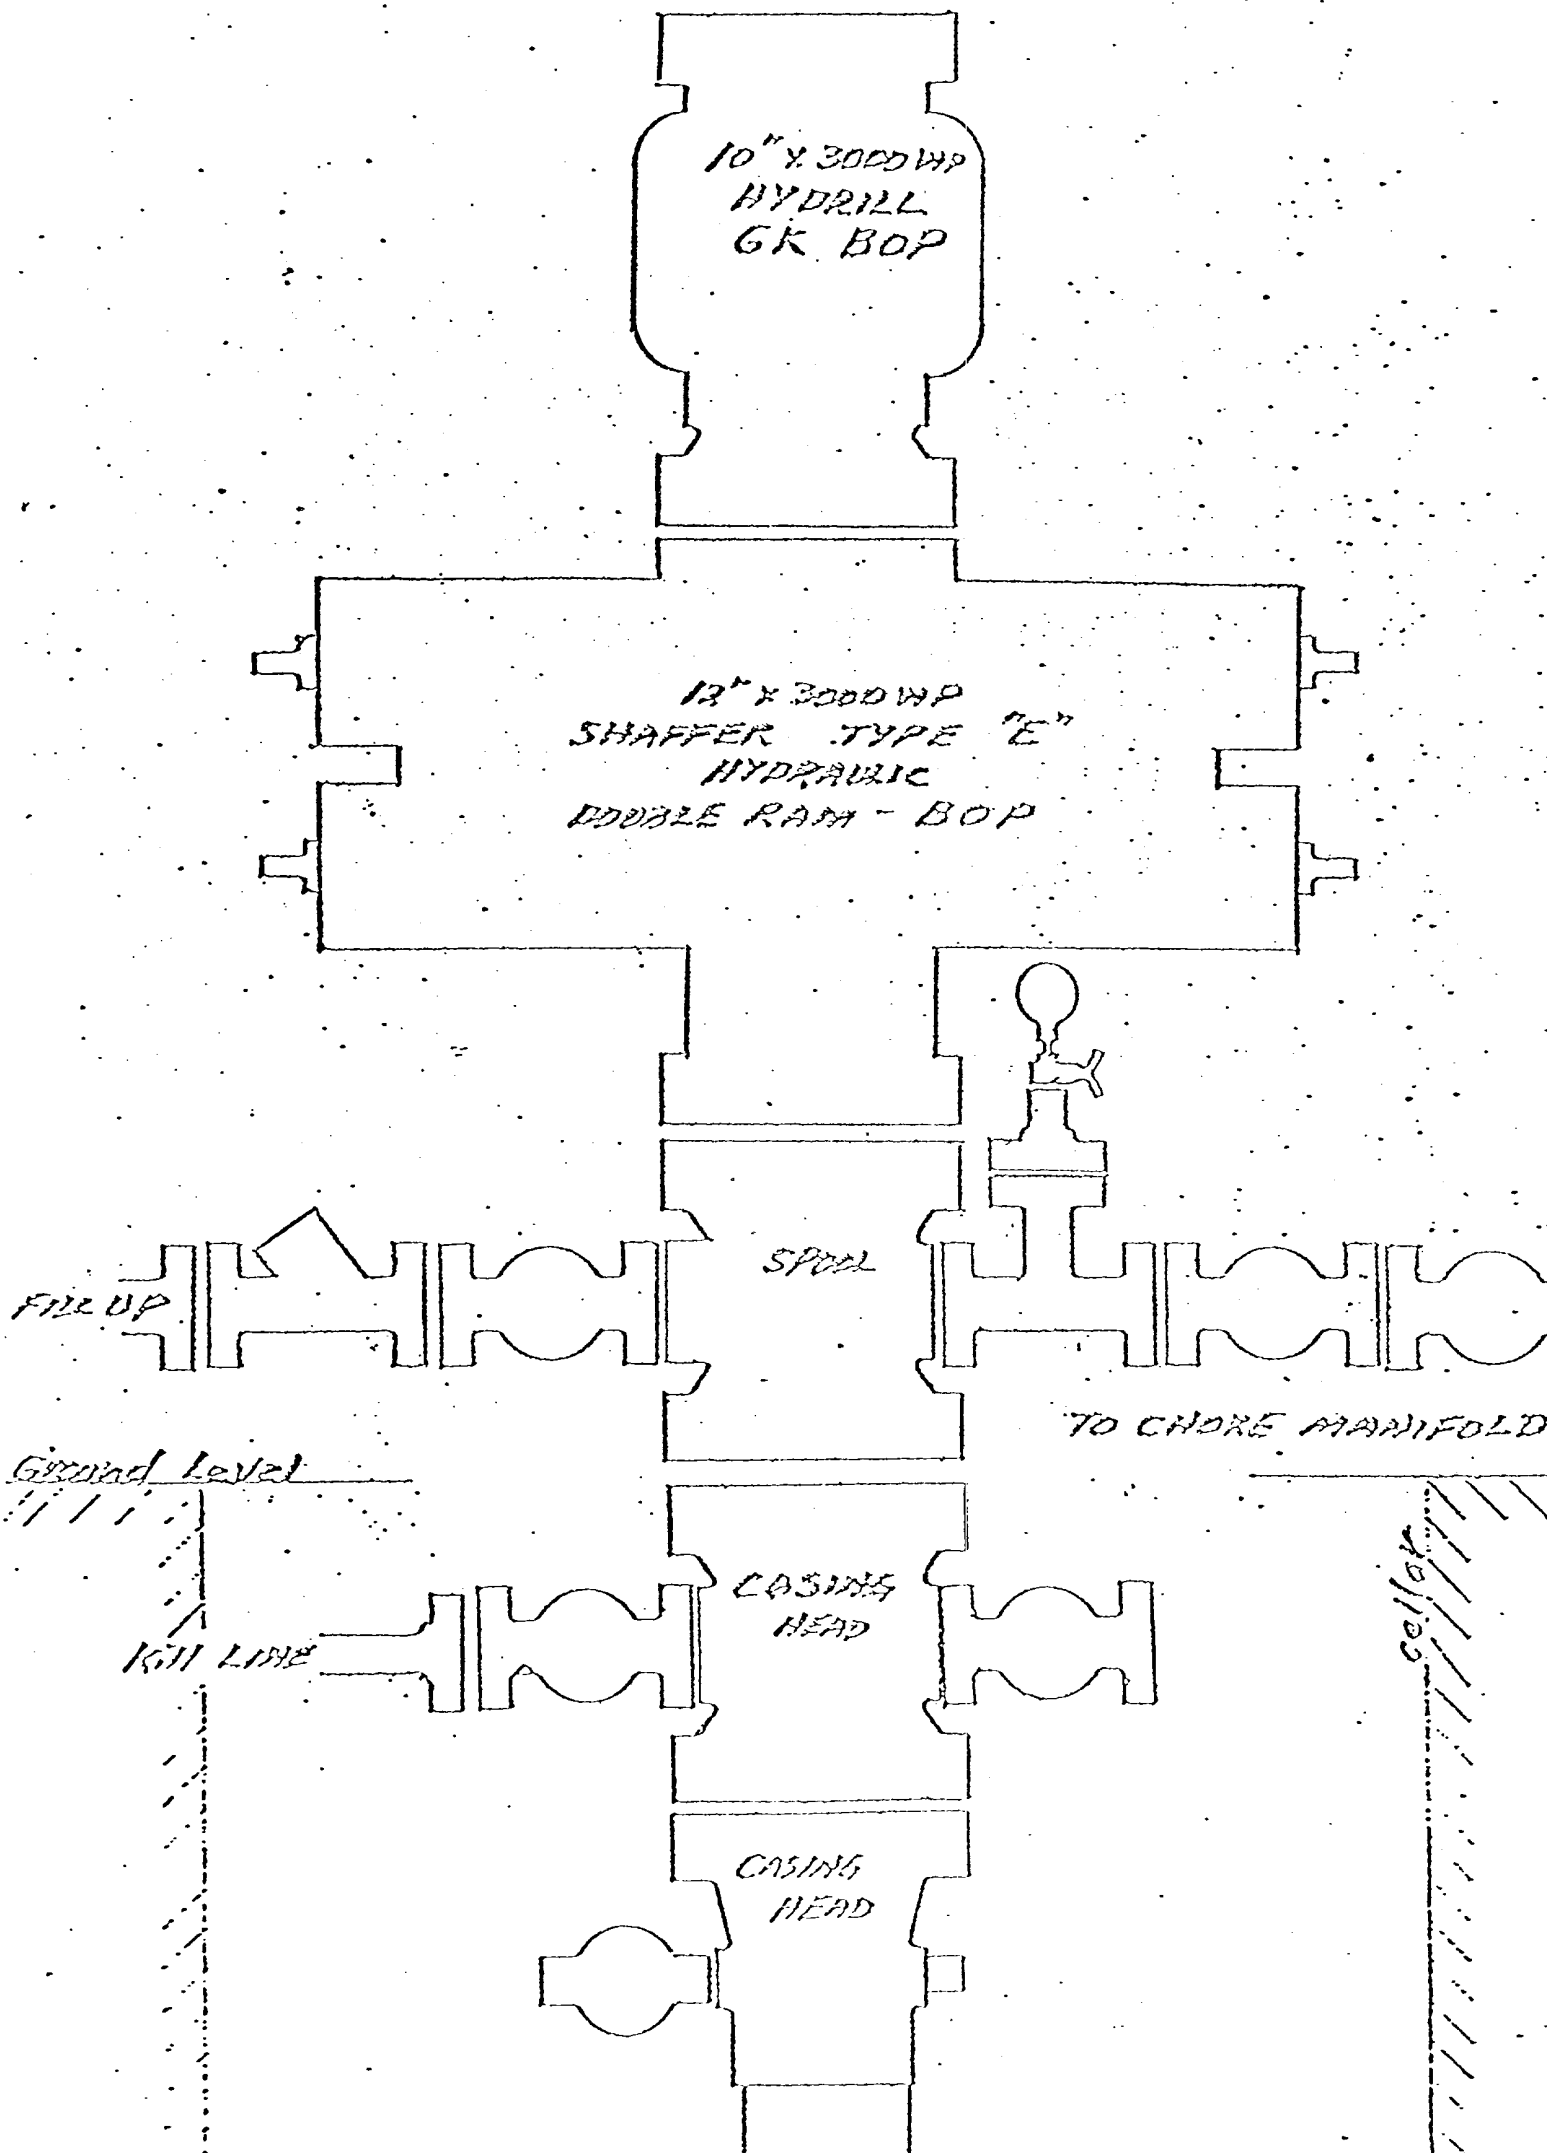 10" X 3000 WP
HYDRILL
GK BOP
12" X 3000 WP
SHAFFER TYPE "E"
HYDRAULIC
DOUBLE RAM - BOP
SPOOL
FILL UP
TO CHOKE MANIFOLD
Ground Level
CASING
HEAD
Kill LINE
Cellar
CASING
HEAD